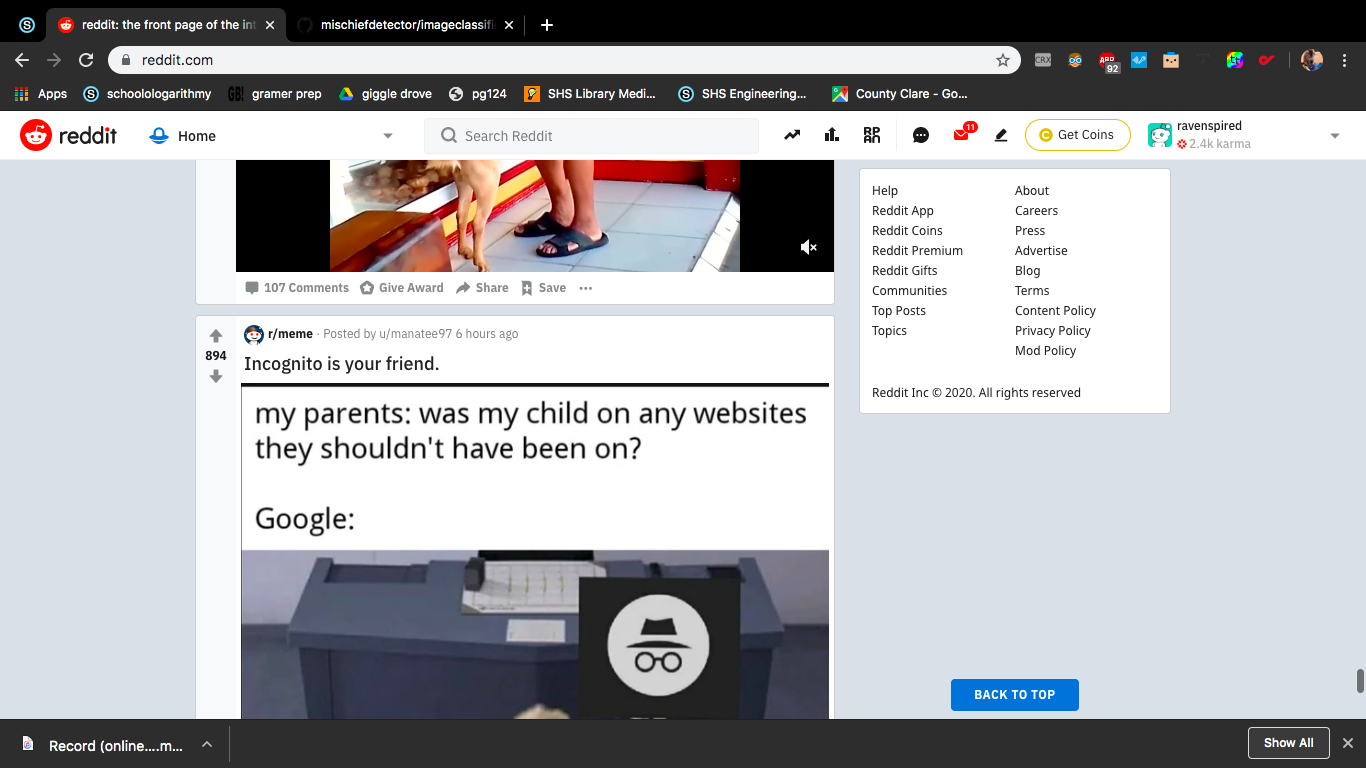 reddit: the front page of the int
mischiefdetector/imageclassifi
reddit.com
CRX
ABP
92
Apps
schoolologarithmy
GB!
gramer prep
giggle drove
pg124
SHS Library Medi...
SHS Engineering...
County Clare - Go...
reddit
Home
Search Reddit
11
Get Coins
ravenspired
2.4k karma
107 Comments
Give Award
Share
Save
r/meme · Posted by u/manatee97 6 hours ago
894
Incognito is your friend.
my parents: was my child on any websites
they shouldn't have been on?
Google:
Help
About
Reddit App
Careers
Reddit Coins
Press
Reddit Premium
Advertise
Reddit Gifts
Blog
Communities
Terms
Top Posts
Content Policy
Topics
Privacy Policy
Mod Policy
Reddit Inc © 2020. All rights reserved
BACK TO TOP
Record (online....m...
Show All